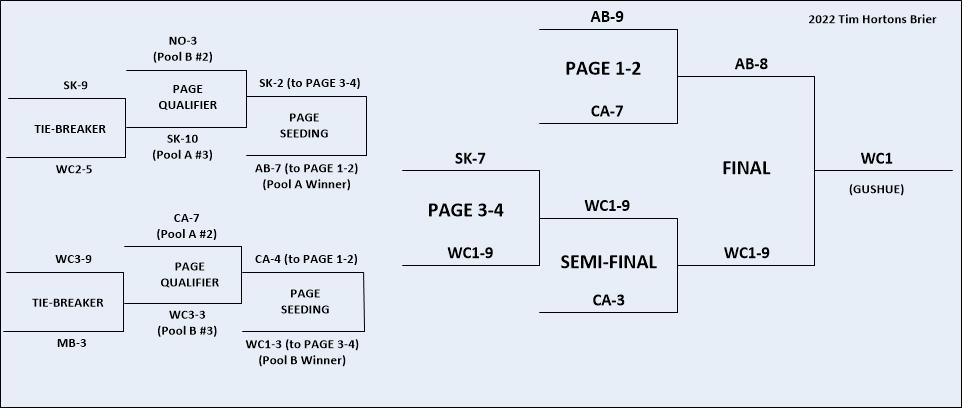 2022 Tim Hortons Brier
NO-3
(Pool B #2)
SK-9
PAGE
QUALIFIER
SK-2 (to PAGE 3-4)
TIE-BREAKER
PAGE
SEEDING
SK-10
(Pool A #3)
WC2-5
AB-7 (to PAGE 1-2)
(Pool A Winner)
CA-7
(Pool A #2)
WC3-9
PAGE
QUALIFIER
CA-4 (to PAGE 1-2)
TIE-BREAKER
PAGE
SEEDING
WC3-3
(Pool B #3)
MB-3
WC1-3 (to PAGE 3-4)
(Pool B Winner)
AB-9
PAGE 1-2
AB-8
CA-7
SK-7
PAGE 3-4
WC1-9
WC1-9
SEMI-FINAL
CA-3
FINAL
WC1-9
WC1
(GUSHUE)